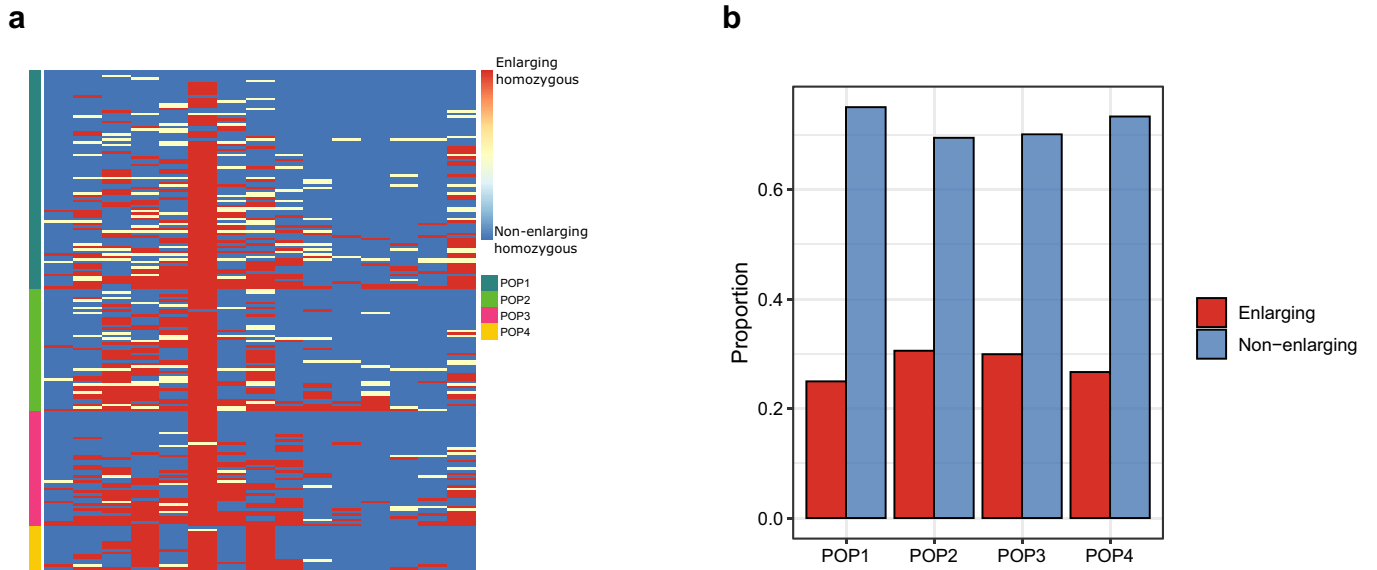 a
Enlarging
homozygous
Non-enlarging
homozygous
POP1
POP2
POP3
POP4
b
Proportion
0.6
0.4
0.2
0.0
POP1 POP2 POP3 POP4
Enlarging
Non−enlarging